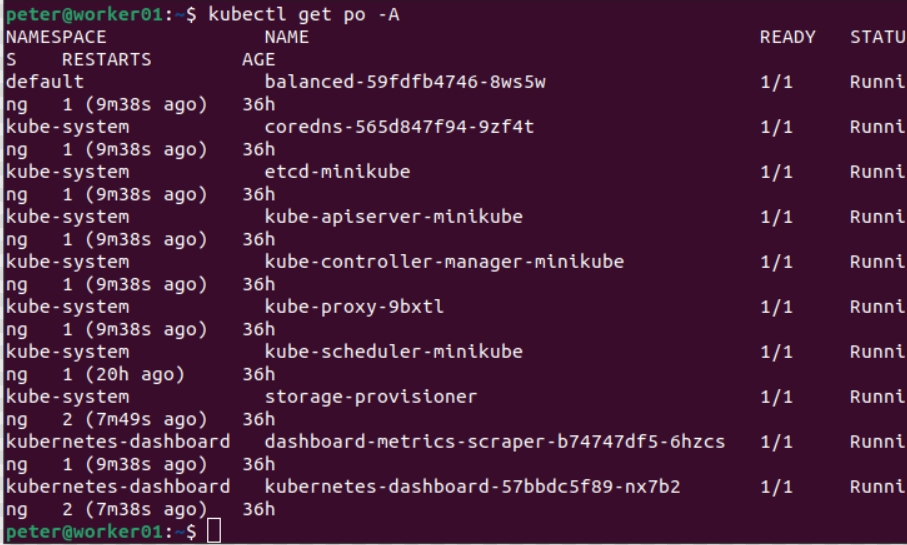 peter@worker01:~$ kubectl get po -A
NAMESPACE NAME READY STATU
S RESTARTS AGE
default balanced-59fdfb4746-8ws5w 1/1 Runni
ng 1 (9m38s ago) 36h
kube-system coredns-565d847f94-9zf4t 1/1 Runni
ng 1 (9m38s ago) 36h
kube-system etcd-minikube 1/1 Runni
ng 1 (9m38s ago) 36h
kube-system kube-apiserver-minikube 1/1 Runni
ng 1 (9m38s ago) 36h
kube-system kube-controller-manager-minikube 1/1 Runni
ng 1 (9m38s ago) 36h
kube-system kube-proxy-9bxtl 1/1 Runni
ng 1 (9m38s ago) 36h
kube-system kube-scheduler-minikube 1/1 Runni
ng 1 (20h ago) 36h
kube-system storage-provisioner 1/1 Runni
ng 2 (7m49s ago) 36h
kubernetes-dashboard dashboard-metrics-scraper-b74747df5-6hzcs 1/1 Runni
ng 1 (9m38s ago) 36h
kubernetes-dashboard kubernetes-dashboard-57bbdc5f89-nx7b2 1/1 Runni
ng 2 (7m38s ago) 36h
peter@worker01:~$